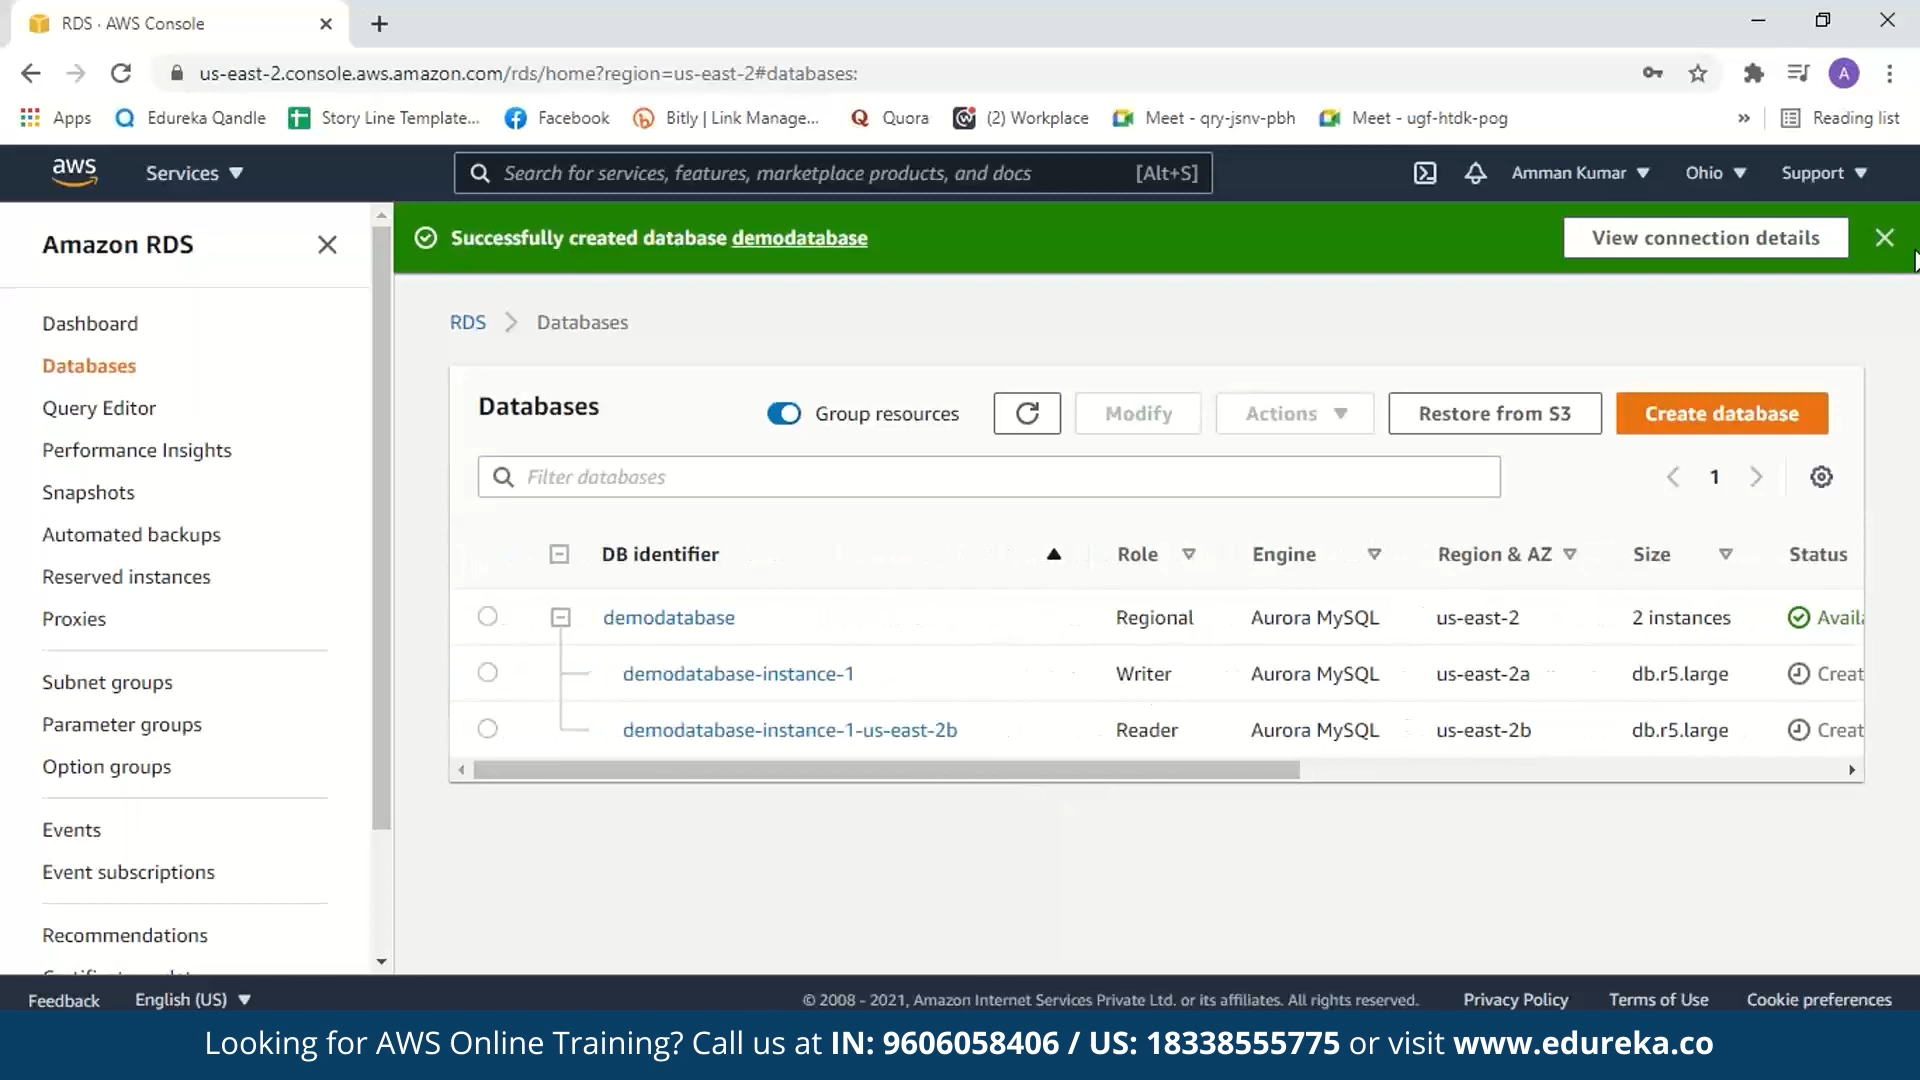 RDS · AWS Console
us-east-2.console.aws.amazon.com/rds/home?region=us-east-2#databases:
A
Apps Edureka Qandle Story Line Template... Facebook Bitly | Link Manage... Quora (2) Workplace Meet - qry-jsnv-pbh Meet - ugf-htdk-pog » Reading list
aws Services Search for services, features, marketplace products, and docs [Alt+S] Amman Kumar Ohio Support
Amazon RDS
Successfully created database demodatabase View connection details
Dashboard
Databases
Query Editor
Performance Insights
Snapshots
Automated backups
Reserved instances
Proxies
Subnet groups
Parameter groups
Option groups
Events
Event subscriptions
Recommendations
RDS Databases
Databases Group resources Modify Actions Restore from S3 Create database
Filter databases 1
DB identifier Role Engine Region & AZ Size Status
demodatabase Regional Aurora MySQL us-east-2 2 instances Availa
demodatabase-instance-1 Writer Aurora MySQL us-east-2a db.r5.large Creat
demodatabase-instance-1-us-east-2b Reader Aurora MySQL us-east-2b db.r5.large Creat
Feedback English (US) © 2008 - 2021, Amazon Internet Services Private Ltd. or its affiliates. All rights reserved. Privacy Policy Terms of Use Cookie preferences
Looking for AWS Online Training? Call us at IN: 9606058406 / US: 18338555775 or visit www.edureka.co